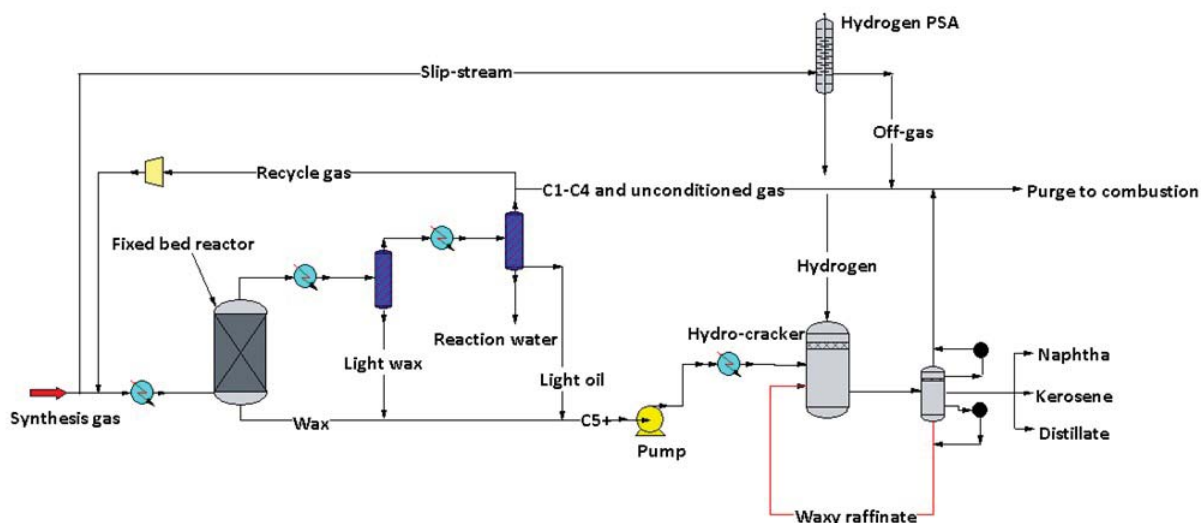 Hydrogen PSA
Slip-stream
Off-gas
Recycle gas
C1-C4 and unconditioned gas
Purge to combustion
Fixed bed reactor
Hydrogen
Reaction water
Hydro-cracker
Light wax
Naphtha
Light oil
Kerosene
Synthesis gas
Wax
C5+
Distillate
Pump
Waxy raffinate